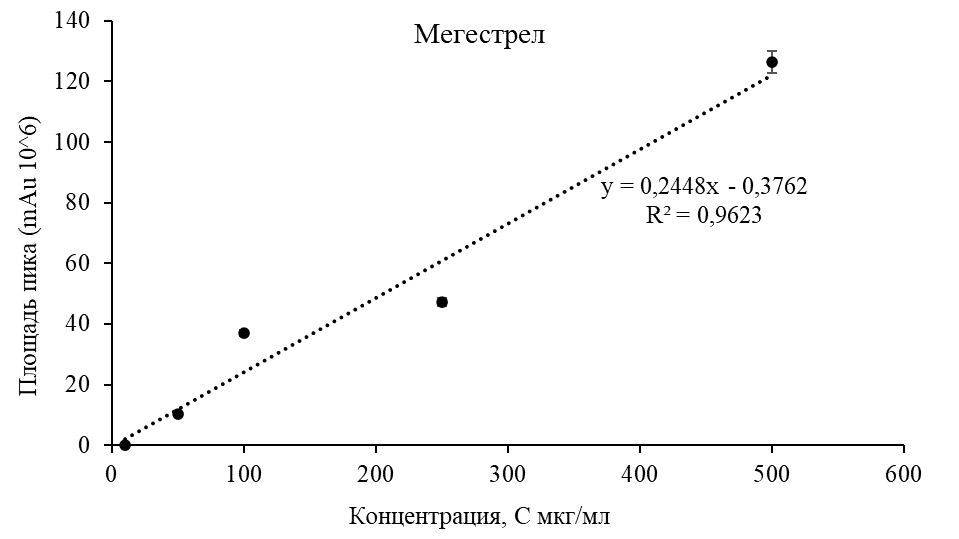 Мегестрел
140
120
100
80
60
40
20
0
Площадь пика (mAu 10^6)
y = 0,2448x - 0,3762
R² = 0,9623
0 100 200 300 400 500 600
Концентрация, С мкг/мл